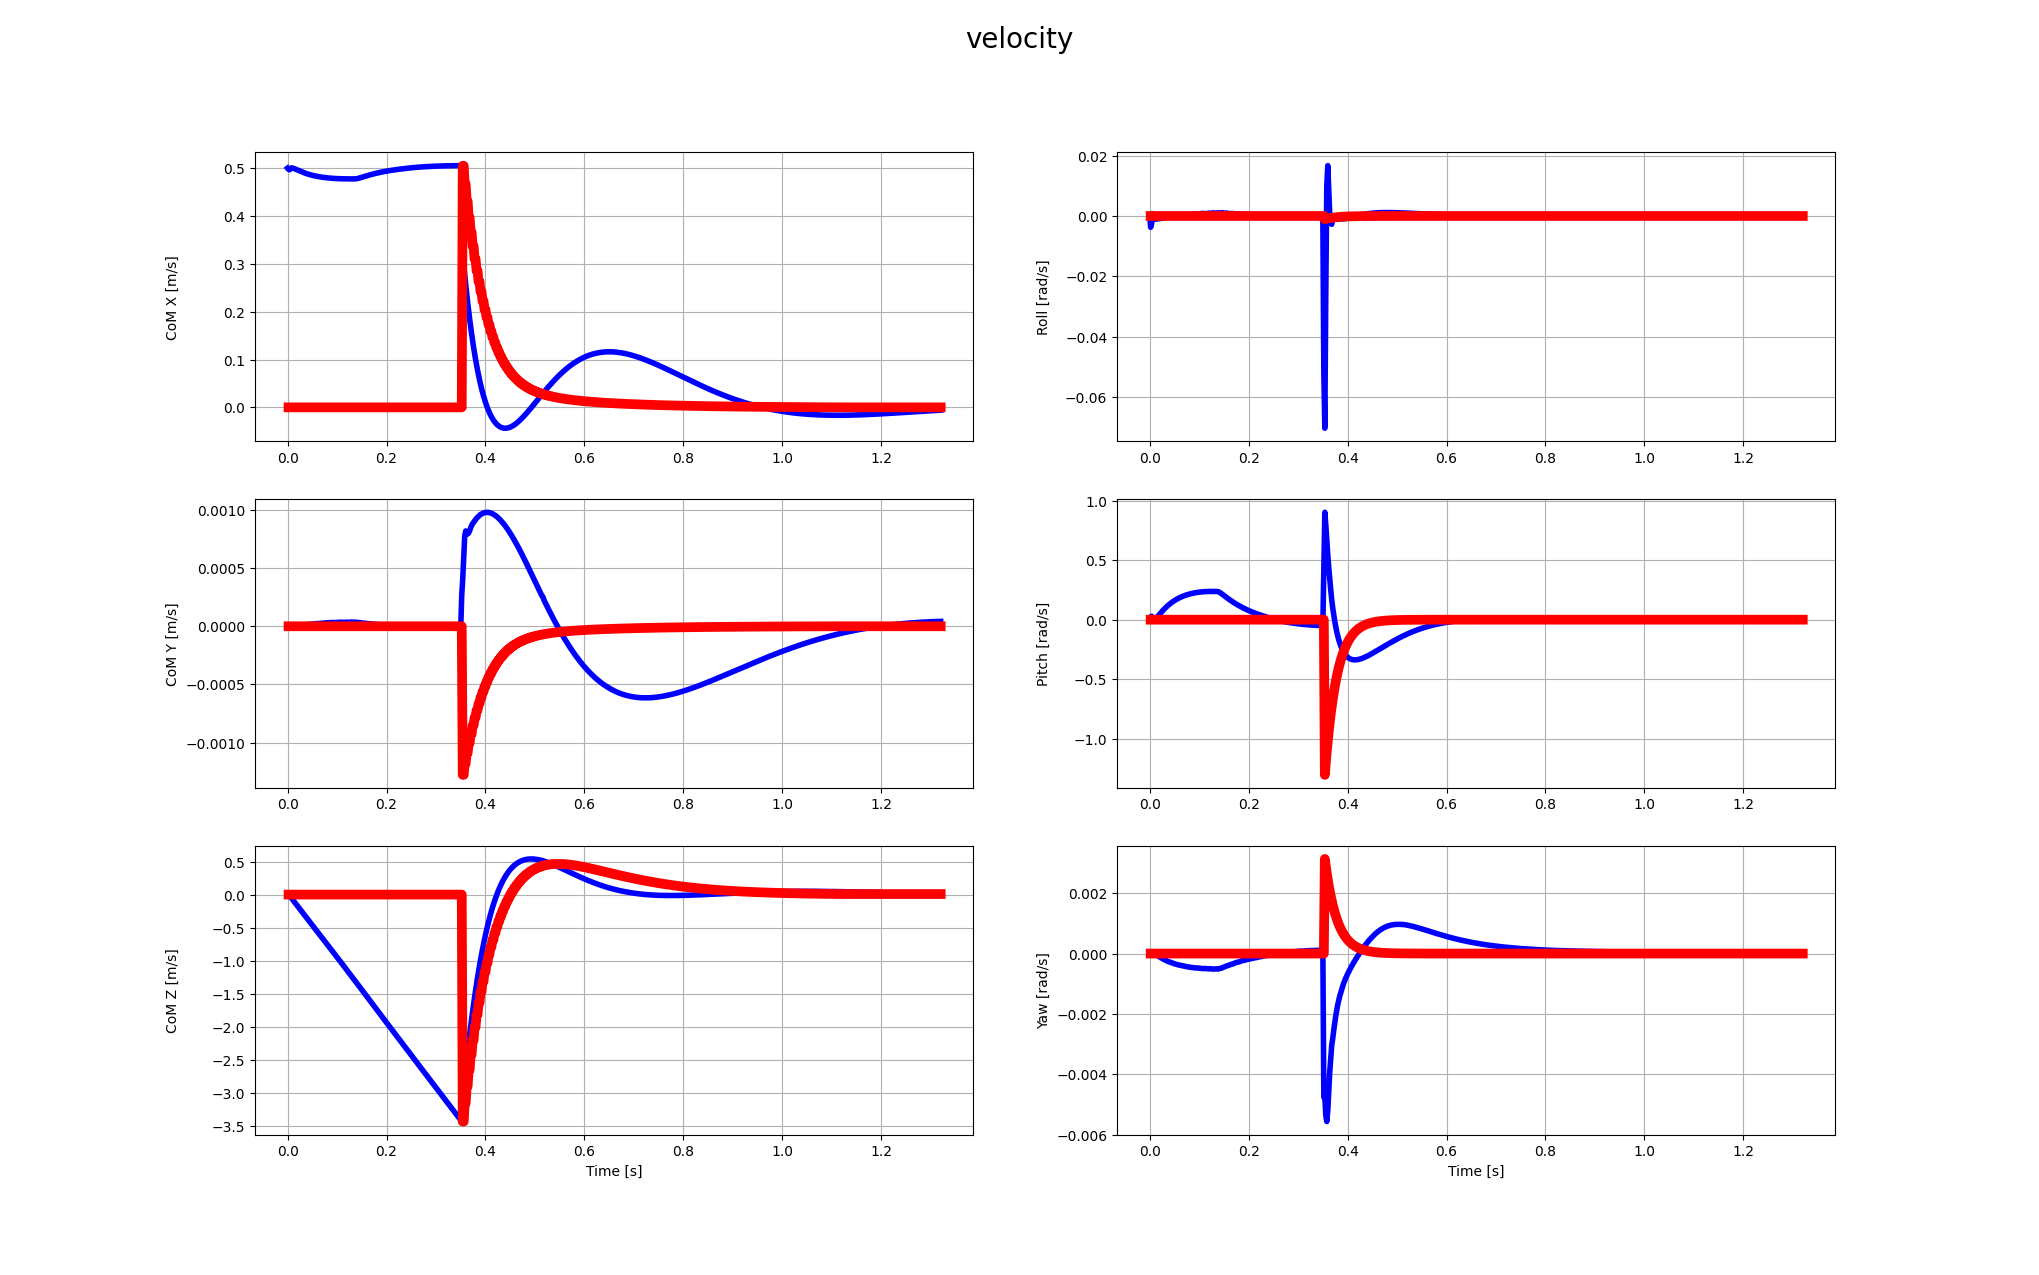 velocity
CoM X [m/s]
0.5
0.4
0.3
0.2
0.1
0.0
0.0 0.2 0.4 0.6 0.8 1.0 1.2
Roll [rad/s]
0.02
0.00
−0.02
−0.04
−0.06
0.0 0.2 0.4 0.6 0.8 1.0 1.2
CoM Y [m/s]
0.0010
0.0005
0.0000
−0.0005
−0.0010
0.0 0.2 0.4 0.6 0.8 1.0 1.2
Pitch [rad/s]
1.0
0.5
0.0
−0.5
−1.0
0.0 0.2 0.4 0.6 0.8 1.0 1.2
CoM Z [m/s]
0.5
0.0
−0.5
−1.0
−1.5
−2.0
−2.5
−3.0
−3.5
0.0 0.2 0.4 0.6 0.8 1.0 1.2
Time [s]
Yaw [rad/s]
0.002
0.000
−0.002
−0.004
−0.006
0.0 0.2 0.4 0.6 0.8 1.0 1.2
Time [s]